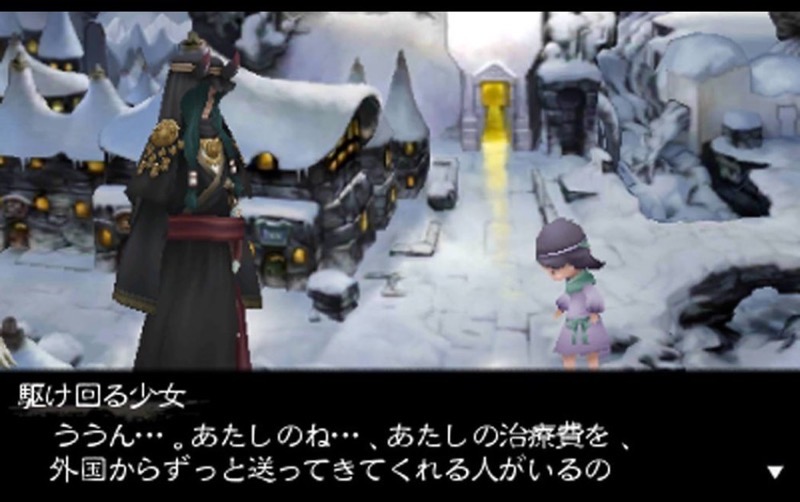 駆け回る少女
ううん…。あたしのね…、あたしの治療費を、
外国からずっと送ってきてくれる人がいるの